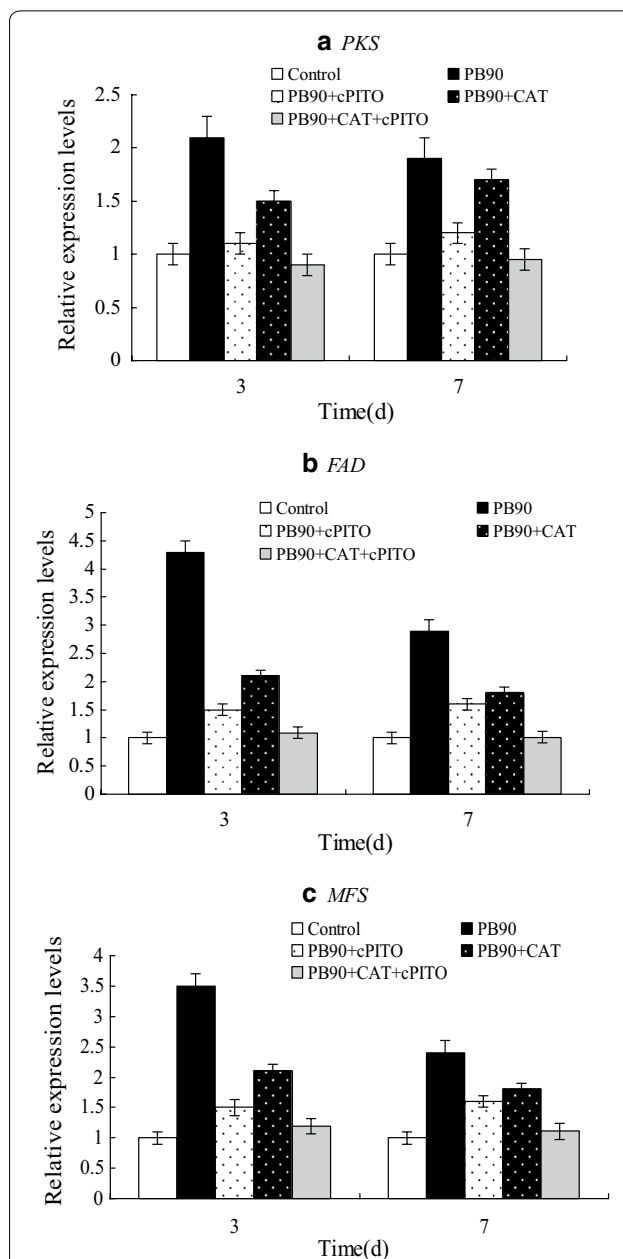 a PKS
Control PB90
PB90+cPITO PB90+CAT
PB90+CAT+cPITO
Relative expression levels
2.5
2
1.5
1
0.5
0
3 7
Time(d)
b FAD
Control PB90
PB90+cPITO PB90+CAT
PB90+CAT+cPITO
Relative expression levels
5
4.5
4
3.5
3
2.5
2
1.5
1
0.5
0
3 7
Time(d)
c MFS
Control PB90
PB90+cPITO PB90+CAT
PB90+CAT+cPITO
Relative expression levels
4
3.5
3
2.5
2
1.5
1
0.5
0
3 7
Time(d)